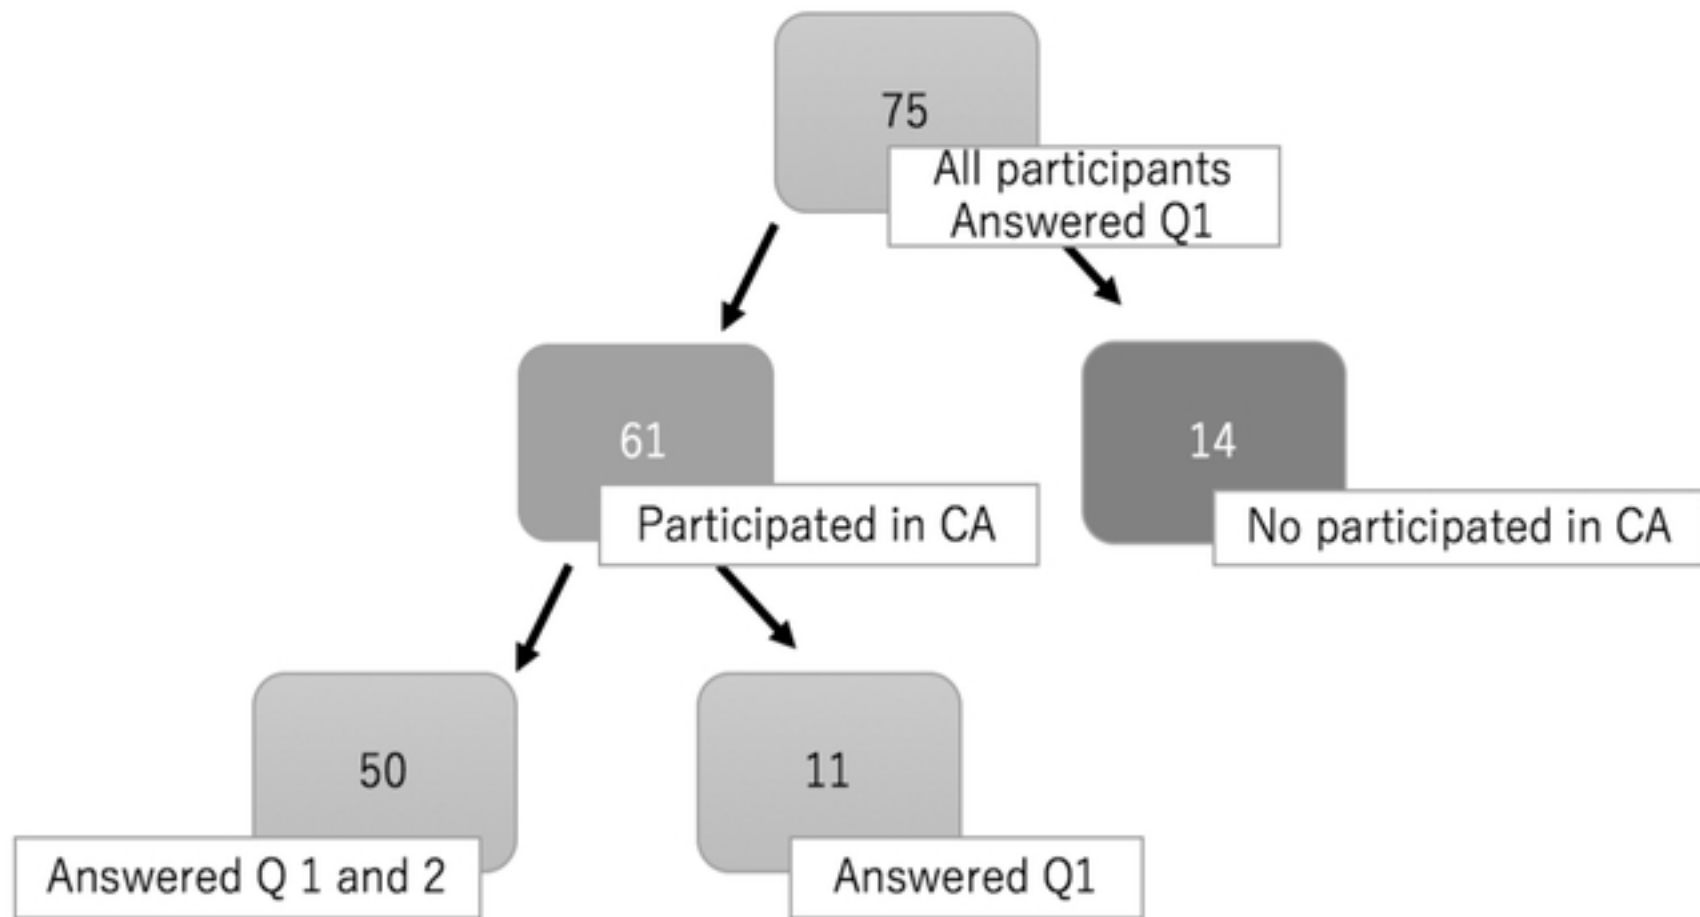 75
All participants
Answered Q1
61
Participated in CA
14
No participated in CA
50
Answered Q 1 and 2
11
Answered Q1